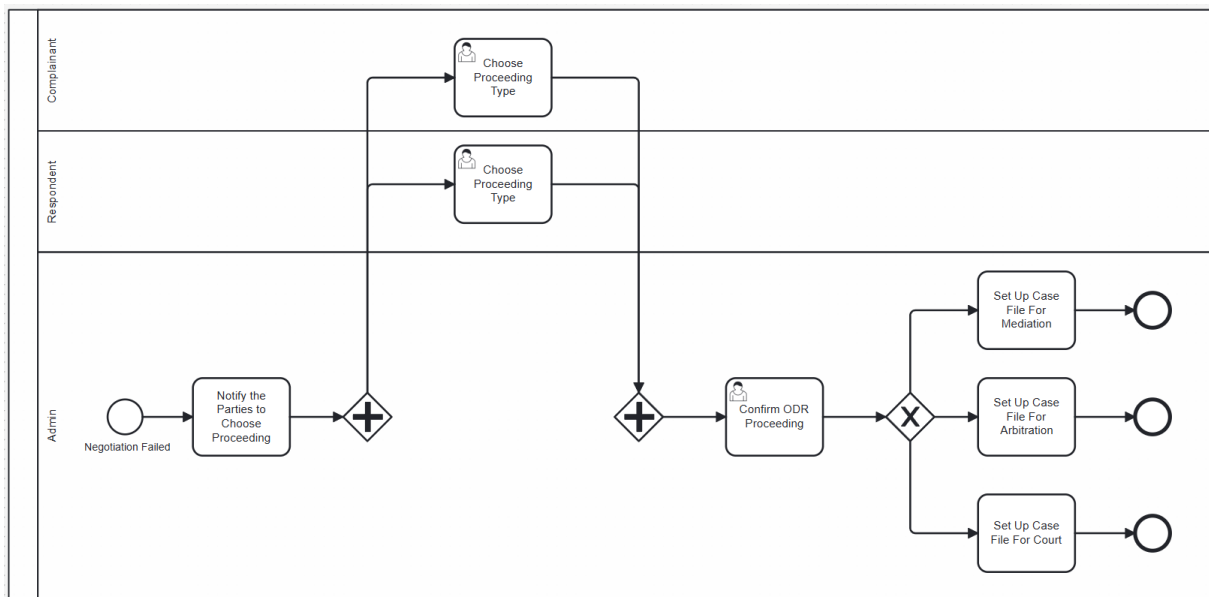 Complainant
Choose
Proceeding
Type
Respondent
Choose
Proceeding
Type
Admin
Negotiation Failed
Notify the
Parties to
Choose
Proceeding
Confirm ODR
Proceeding
X
Set Up Case
File For
Mediation
Set Up Case
File For
Arbitration
Set Up Case
File For Court